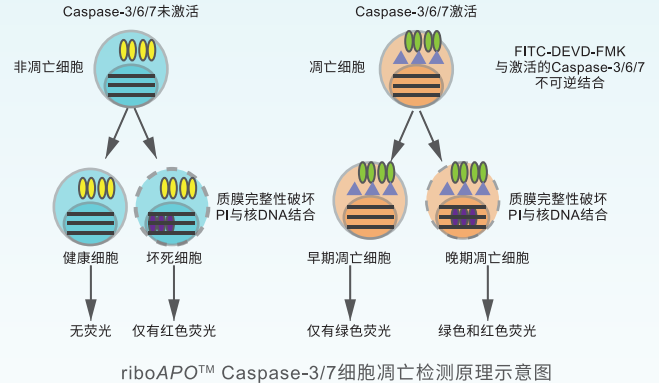 Caspase-3/6/7未激活
Caspase-3/6/7激活
非凋亡细胞
凋亡细胞
FITC-DEVD-FMK
与激活的Caspase-3/6/7
不可逆结合
质膜完整性破坏
PI与核DNA结合
质膜完整性破坏
PI与核DNA结合
健康细胞
坏死细胞
早期凋亡细胞
晚期凋亡细胞
无荧光
仅有红色荧光
仅有绿色荧光
绿色和红色荧光
riboAPO™ Caspase-3/7细胞凋亡检测原理示意图